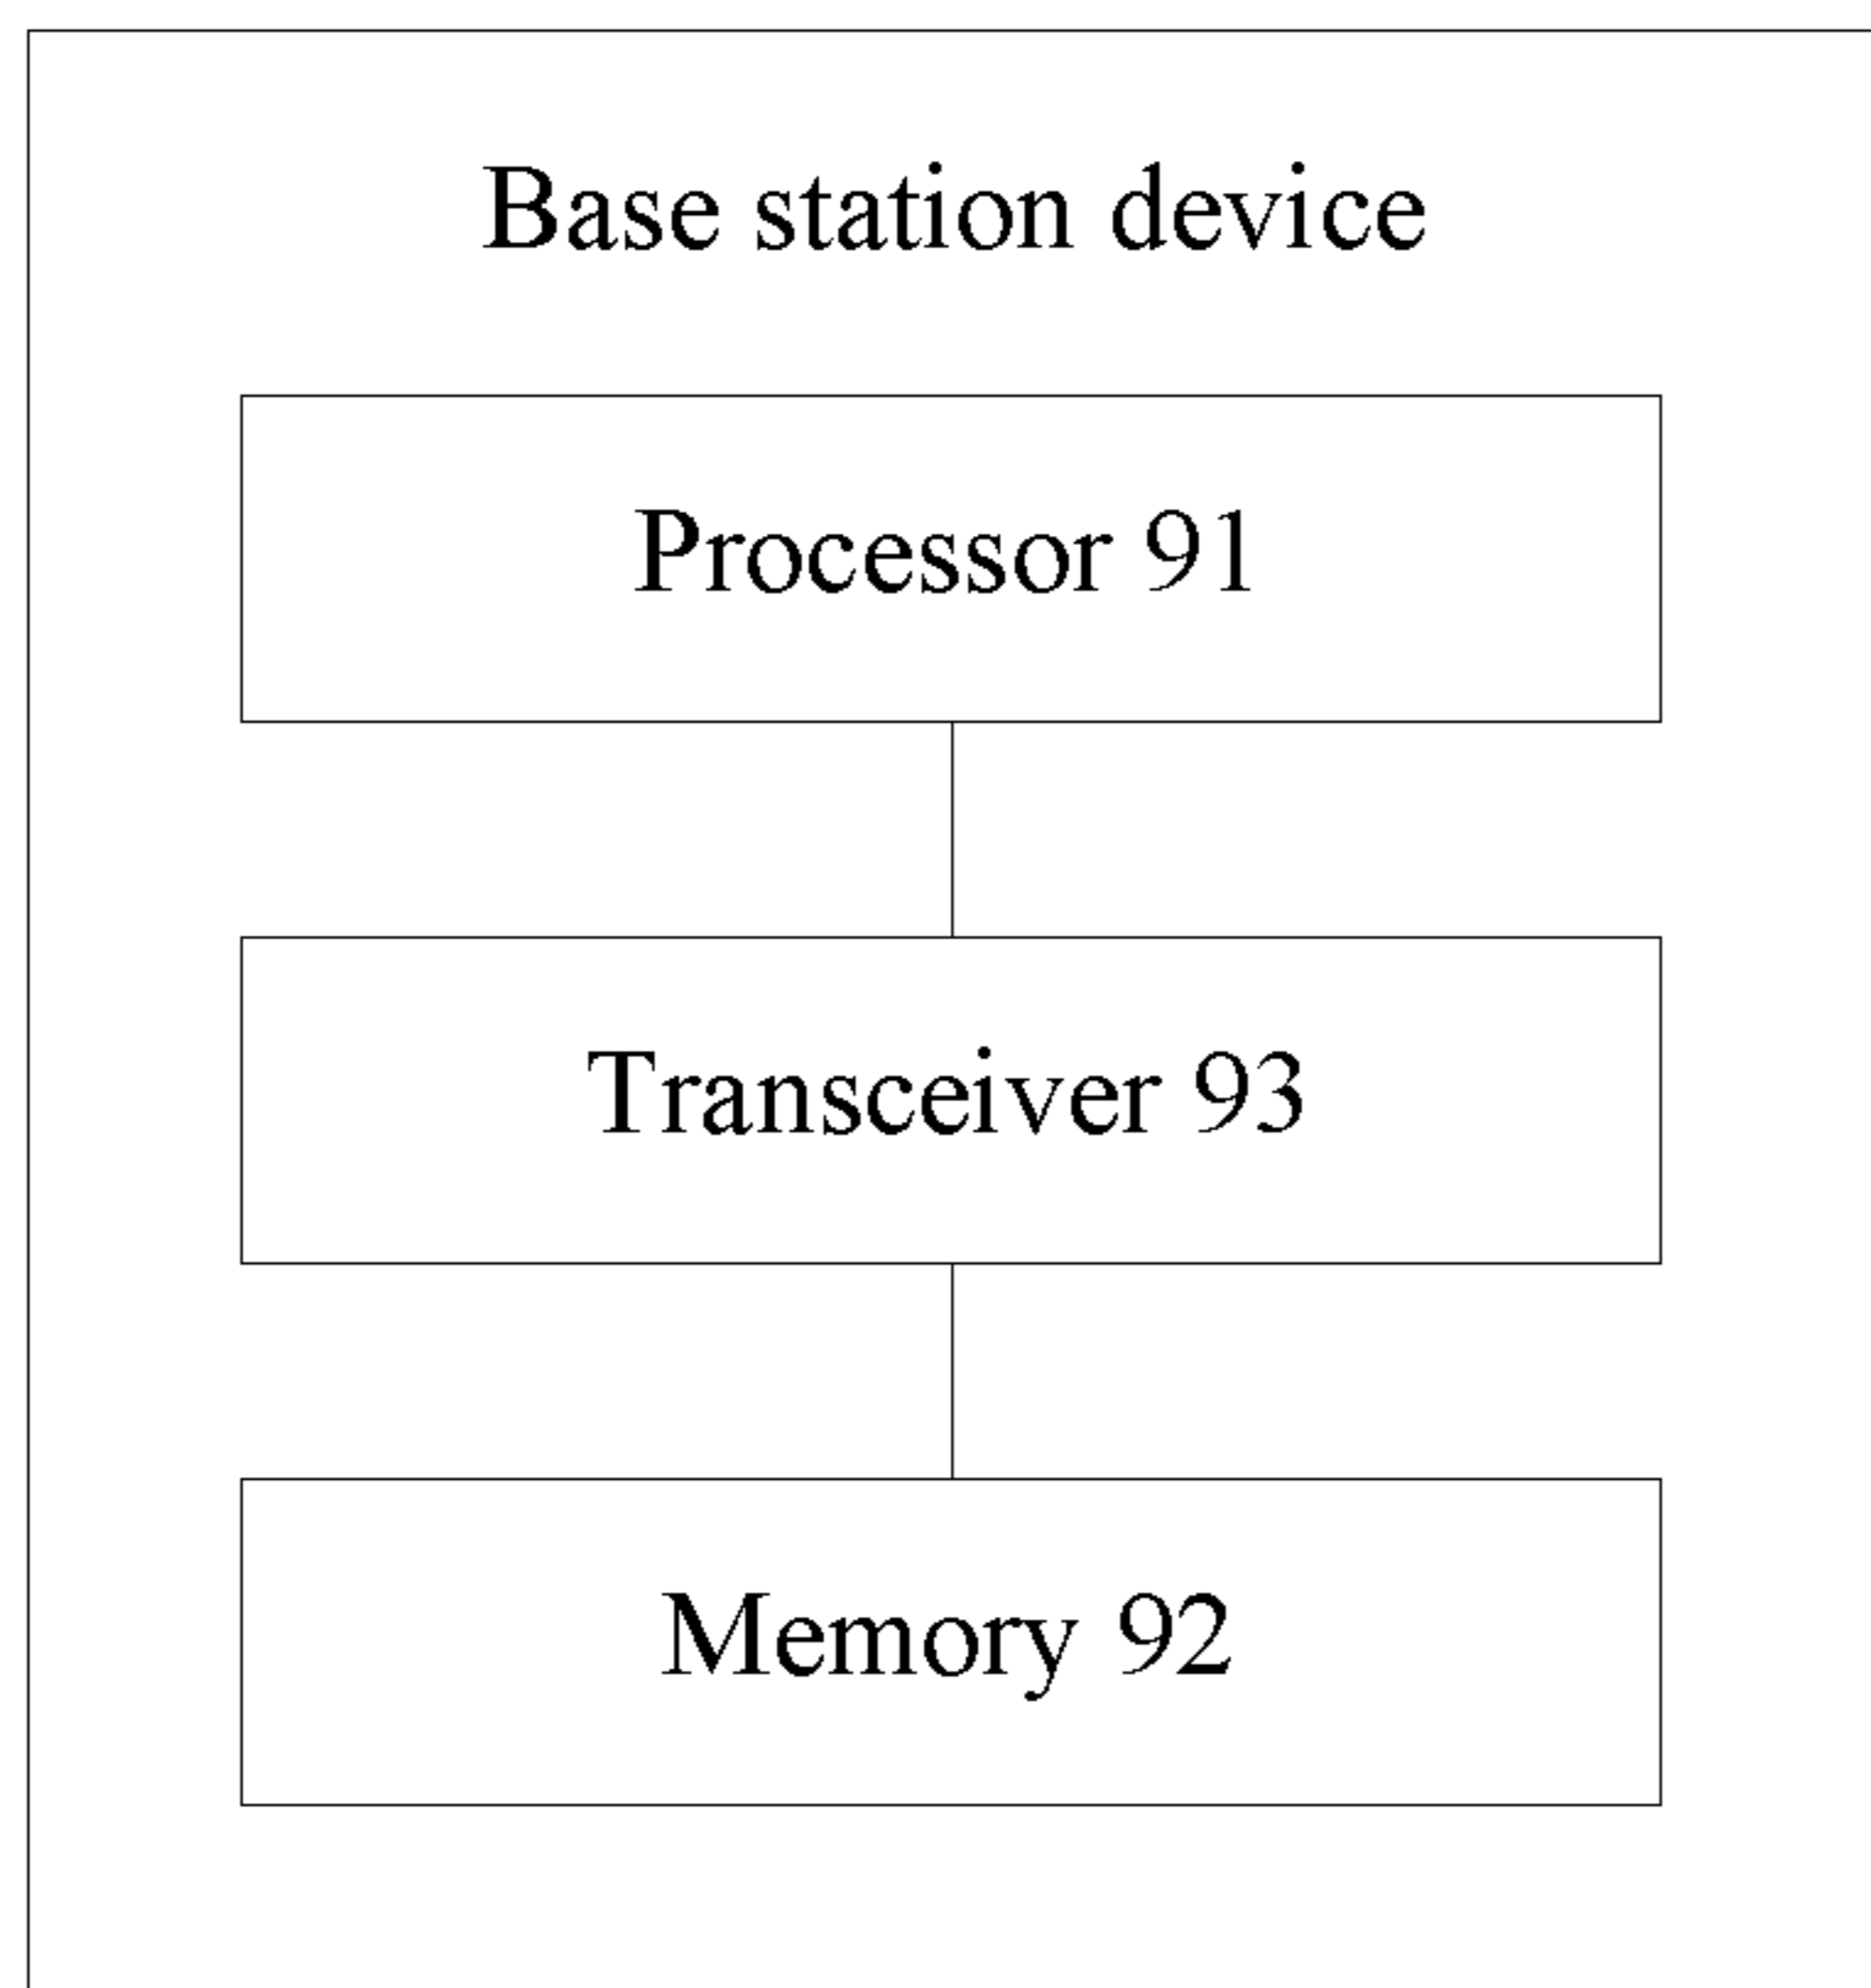 Base station device
Processor 91
Transceiver 93
Memory 92